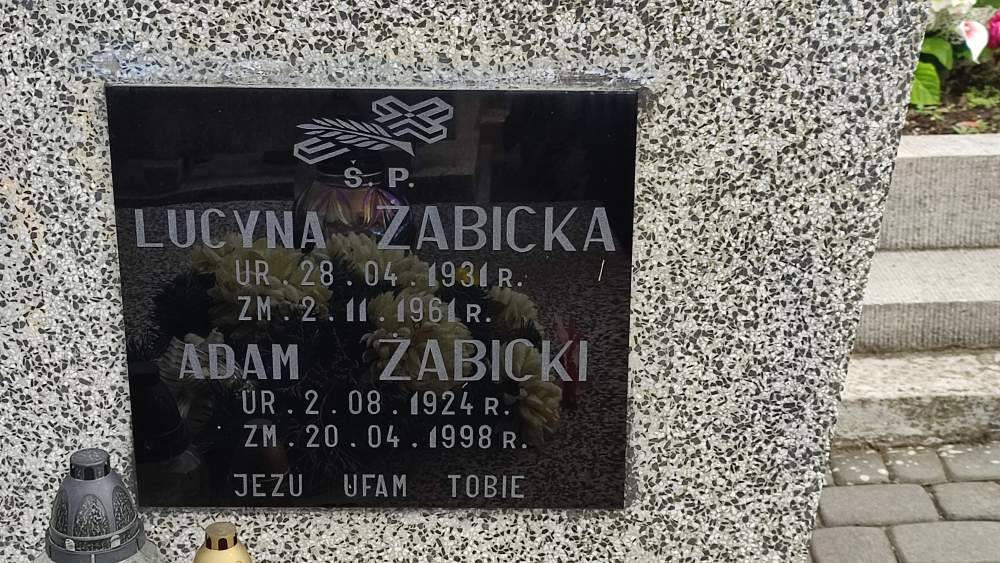 Ś. P.
LUCYNA ŻABICKA
UR 28.04.1931 R.
ZM. 2.11.1961 R.
ADAM ŻABICKI
UR.2.08.1924 R.
ZM.20.04.1998 R.
JEZU UFAM TOBIE